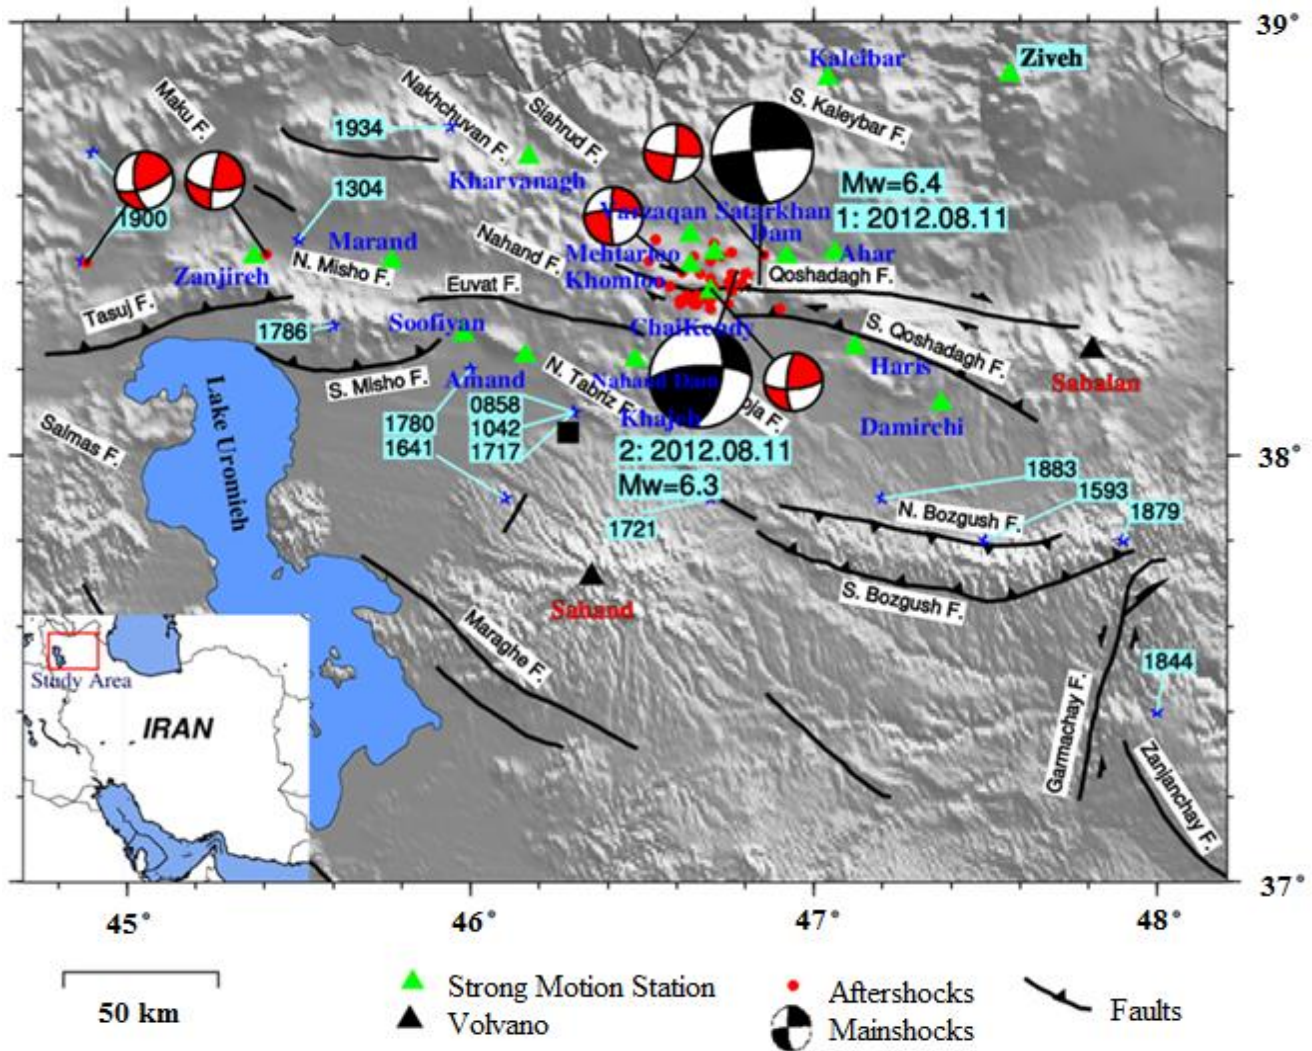 39°
Kaleibar
Ziveh
Maku F.
Nakhchuvan F.
Siahrud F.
S. Kaleybar F.
1934
Kharvanagh
Mw=6.4
1: 2012.08.11
1304
1900
Varzaqan
Satarkhan
Dam
Marand
Nahand F.
Mehtarloo
Ahar
Zanjireh
N. Misho F.
Khomloo
Qoshadagh F.
Euvat F.
Tasuj F.
1786
Soofiyan
ChaiKendy
S. Qoshadagh F.
Haris
Sabalan
S. Misho F.
Amand
N. Tabriz F.
Nahand Dam
Lake Uromieh
0858
1780
1042
1641
1717
Khajeh
Damirchi
Salmas F.
2: 2012.08.11
Mw=6.3
38°
1883
1593
1879
N. Bozgush F.
1721
Sahand
S. Bozgush F.
Maraghe F.
1844
Garmachay F.
Zanjanchay F.
Study Area
IRAN
37°
45°
46°
47°
48°
50 km
Strong Motion Station
Volvano
Aftershocks
Mainshocks
Faults